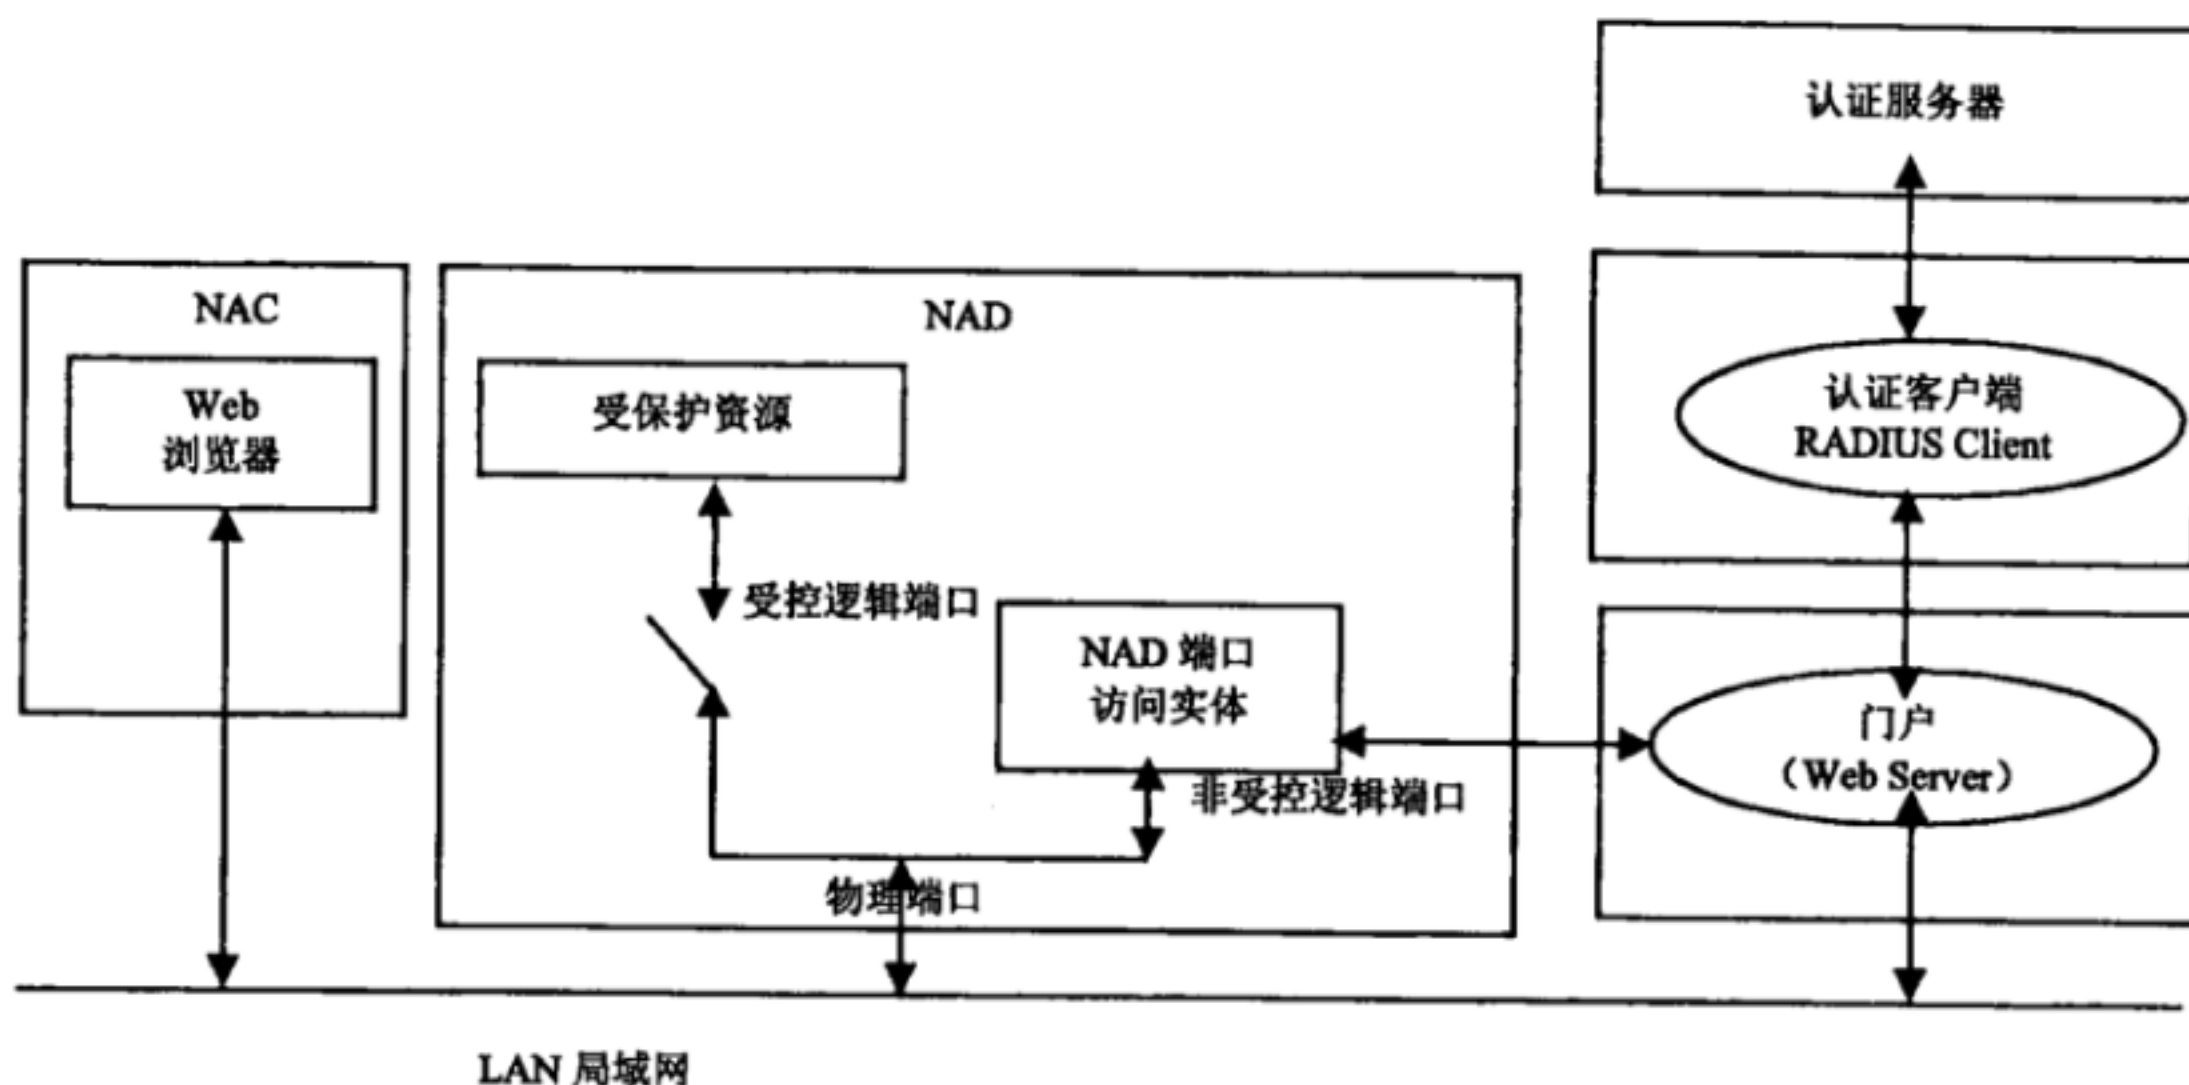 认证服务器
NAC
NAD
Web
浏览器
受保护资源
认证客户端
RADIUS Client
受控逻辑端口
NAD 端口
访问实体
门户
（Web Server）
非受控逻辑端口
物理端口
LAN 局域网